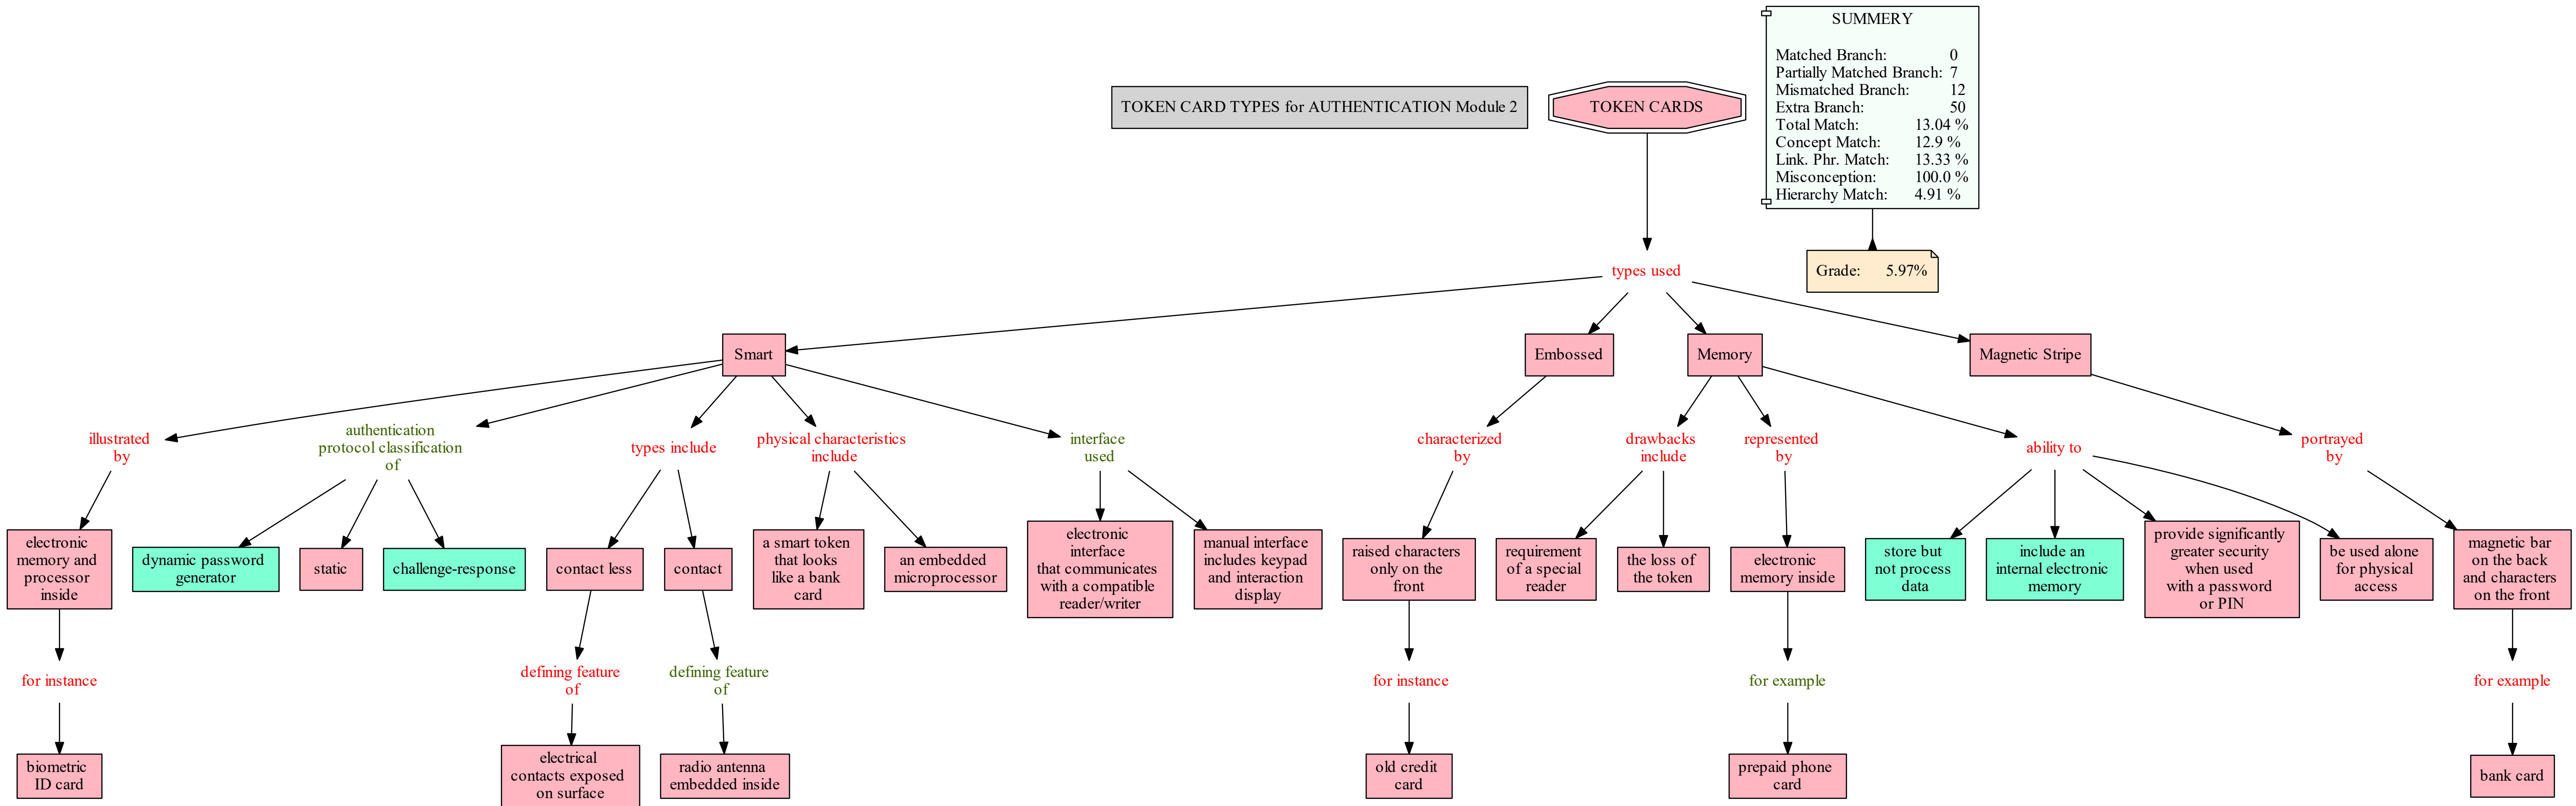 SUMMERY
Matched Branch: 0
Partially Matched Branch: 7
Mismatched Branch: 12
Extra Branch: 50
Total Match: 13.04 %
Concept Match: 12.9 %
Link. Phr. Match: 13.33 %
Misconception: 100.0 %
Hierarchy Match: 4.91 %
TOKEN CARD TYPES for AUTHENTICATION Module 2
TOKEN CARDS
Grade: 5.97%
types used
Smart
Embossed
Memory
Magnetic Stripe
illustrated
by
authentication
protocol classification
of
types include
physical characteristics
include
interface
used
characterized
by
drawbacks
include
represented
by
ability to
portrayed
by
electronic
memory and
processor
inside
dynamic password
generator
static
challenge-response
contact less
contact
a smart token
that looks
like a bank
card
an embedded
microprocessor
electronic
interface
that communicates
with a compatible
reader/writer
manual interface
includes keypad
and interaction
display
raised characters
only on the
front
requirement
of a special
reader
the loss of
the token
electronic
memory inside
store but
not process
data
include an
internal electronic
memory
provide significantly
greater security
when used
with a password
or PIN
be used alone
for physical
access
magnetic bar
on the back
and characters
on the front
for instance
defining feature
of
defining feature
of
for instance
for example
for example
biometric
ID card
electrical
contacts exposed
on surface
radio antenna
embedded inside
old credit
card
prepaid phone
card
bank card